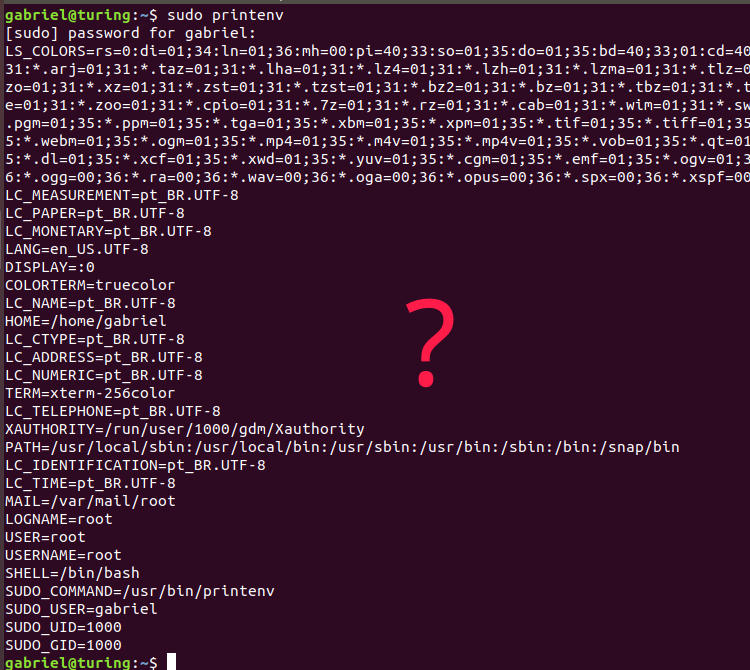 gabriel@turing:~$ sudo printenv
[sudo] password for gabriel:
LS_COLORS=rs=0:di=01;34:ln=01;36:mh=00:pi=40;33:so=01;35:do=01;35:bd=40;33;01:cd=40
31:*.arj=01;31:*.taz=01;31:*.lha=01;31:*.lz4=01;31:*.lzh=01;31:*.lzma=01;31:*.tlz=0
zo=01;31:*.xz=01;31:*.zst=01;31:*.tzst=01;31:*.bz2=01;31:*.bz=01;31:*.tbz=01;31:*.t
e=01;31:*.zoo=01;31:*.cpio=01;31:*.7z=01;31:*.rz=01;31:*.cab=01;31:*.wim=01;31:*.sw
.pgm=01;35:*.ppm=01;35:*.tga=01;35:*.xbm=01;35:*.xpm=01;35:*.tif=01;35:*.tiff=01;35
5:*.webm=01;35:*.ogm=01;35:*.mp4=01;35:*.m4v=01;35:*.mp4v=01;35:*.vob=01;35:*.qt=01
5:*.dl=01;35:*.xcf=01;35:*.xwd=01;35:*.yuv=01;35:*.cgm=01;35:*.emf=01;35:*.ogv=01;3
6:*.ogg=00;36:*.ra=00;36:*.wav=00;36:*.oga=00;36:*.opus=00;36:*.spx=00;36:*.xspf=00
LC_MEASUREMENT=pt_BR.UTF-8
LC_PAPER=pt_BR.UTF-8
LC_MONETARY=pt_BR.UTF-8
LANG=en_US.UTF-8
DISPLAY=:0
COLORTERM=truecolor
LC_NAME=pt_BR.UTF-8
HOME=/home/gabriel
LC_CTYPE=pt_BR.UTF-8
?
LC_ADDRESS=pt_BR.UTF-8
LC_NUMERIC=pt_BR.UTF-8
TERM=xterm-256color
LC_TELEPHONE=pt_BR.UTF-8
XAUTHORITY=/run/user/1000/gdm/Xauthority
PATH=/usr/local/sbin:/usr/local/bin:/usr/sbin:/usr/bin:/sbin:/bin:/snap/bin
LC_IDENTIFICATION=pt_BR.UTF-8
LC_TIME=pt_BR.UTF-8
MAIL=/var/mail/root
LOGNAME=root
USER=root
USERNAME=root
SHELL=/bin/bash
SUDO_COMMAND=/usr/bin/printenv
SUDO_USER=gabriel
SUDO_UID=1000
SUDO_GID=1000
gabriel@turing:~$